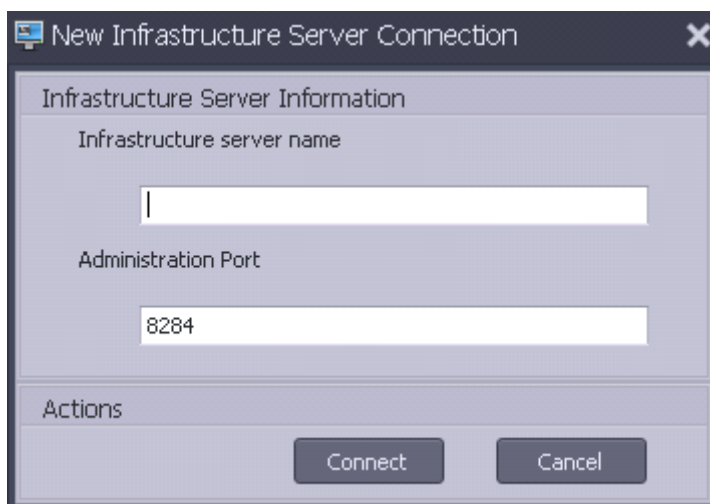 New Infrastructure Server Connection
Infrastructure Server Information
Infrastructure server name
Administration Port
8284
Actions
Connect Cancel